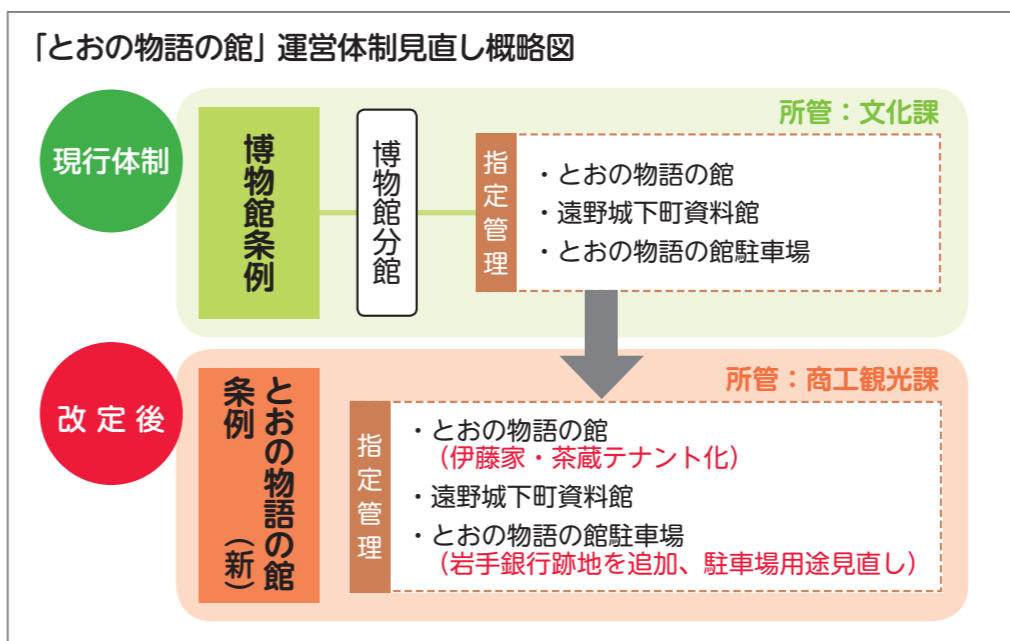 「とおの物語の館」運営体制見直し概略図
現行体制
所管：文化課
博物館条例
博物館分館
指定管理
・とおの物語の館
・遠野城下町資料館
・とおの物語の館駐車場
改定後
所管：商工観光課
とおの物語の館
条例（新）
指定管理
・とおの物語の館
（伊藤家・茶蔵テナント化）
・遠野城下町資料館
・とおの物語の館駐車場
（岩手銀行跡地を追加、駐車場用途見直し）